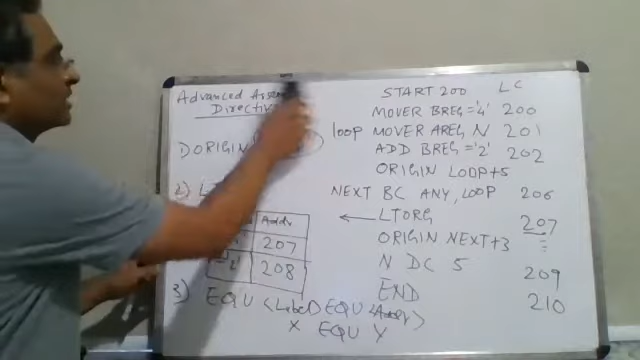 Advanced Asse
Directi
1) ORIGIN
2) L
Addr
207
208
3) EQU <Label> EQU <Addr>
X EQU Y
START 200 LC
MOVER BREG ='4' 200
loop MOVER AREG, N 201
ADD BREG ='2' 202
ORIGIN LOOP+5
NEXT BC ANY, LOOP 206
LTORG 207
ORIGIN NEXT+3
N DC 5 209
END 210